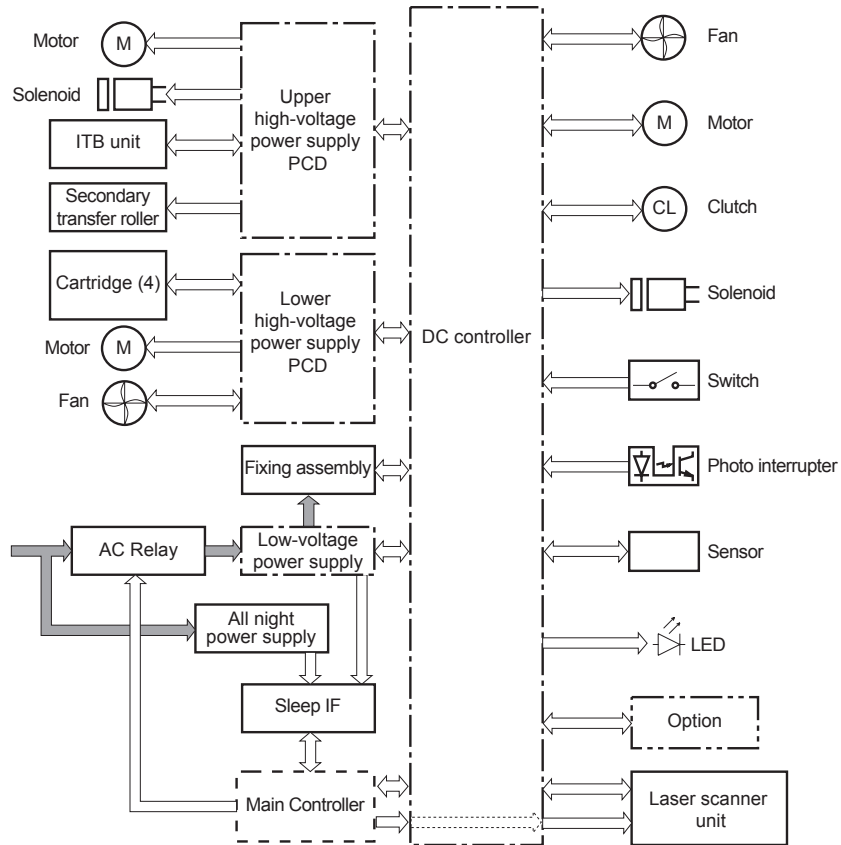 Motor
M
Solenoid
ITB unit
Secondary
transfer roller
Upper
high-voltage
power supply
PCD
Cartridge (4)
Motor
M
Fan
Lower
high-voltage
power supply
PCD
Fixing assembly
AC Relay
Low-voltage
power supply
All night
power supply
Sleep IF
Main Controller
DC controller
Fan
M
Motor
CL
Clutch
Solenoid
Switch
Photo interrupter
Sensor
LED
Option
Laser scanner
unit